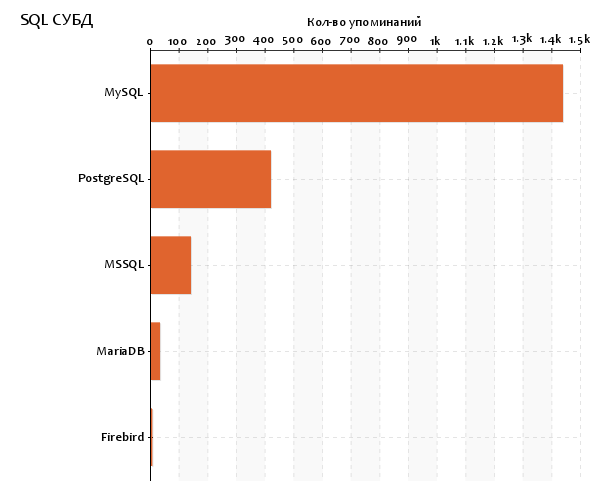 SQL СУБД
Кол-во упоминаний
0 100 200 300 400 500 600 700 800 900 1k 1.1k 1.2k 1.3k 1.4k 1.5k
MySQL
PostgreSQL
MSSQL
MariaDB
Firebird